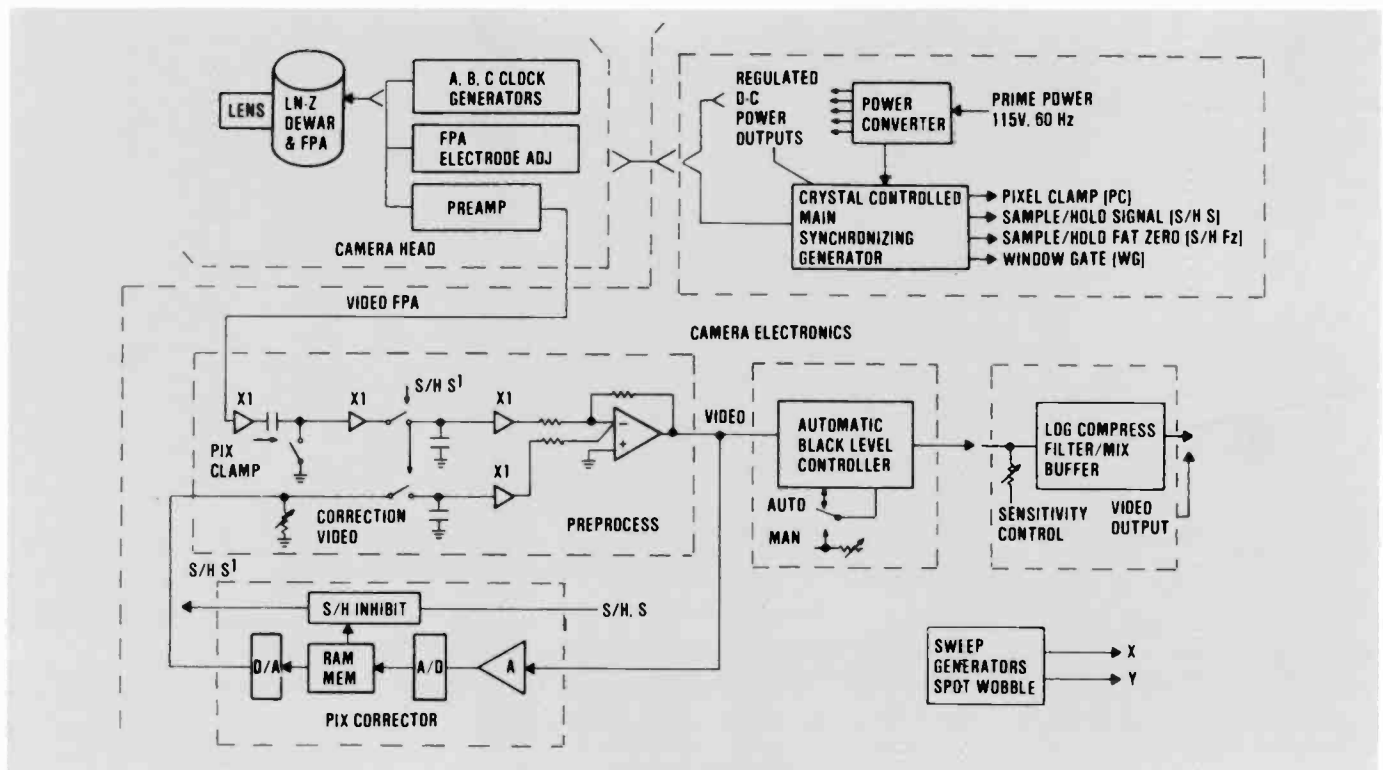 LENS
LN-Z
DEWAR
& FPA
A, B, C CLOCK
GENERATORS
FPA
ELECTRODE ADJ
PREAMP
CAMERA HEAD
REGULATED
D-C
POWER
OUTPUTS
POWER
CONVERTER
PRIME POWER
115V, 60 Hz
CRYSTAL CONTROLLED
MAIN
SYNCHRONIZING
GENERATOR
PIXEL CLAMP (PC)
SAMPLE/HOLD SIGNAL (S/H S)
SAMPLE/HOLD FAT ZERO (S/H Fz)
WINDOW GATE (WG)
VIDEO FPA
CAMERA ELECTRONICS
X1
X1
S/H S¹
X1
PIX
CLAMP
X1
CORRECTION
VIDEO
PREPROCESS
−
+
VIDEO
AUTOMATIC
BLACK LEVEL
CONTROLLER
AUTO
MAN
LOG COMPRESS
FILTER/MIX
BUFFER
SENSITIVITY
CONTROL
VIDEO
OUTPUT
S/H S¹
S/H INHIBIT
S/H, S
D/A
RAM
MEM
A/D
A
PIX CORRECTOR
SWEEP
GENERATORS
SPOT WOBBLE
X
Y